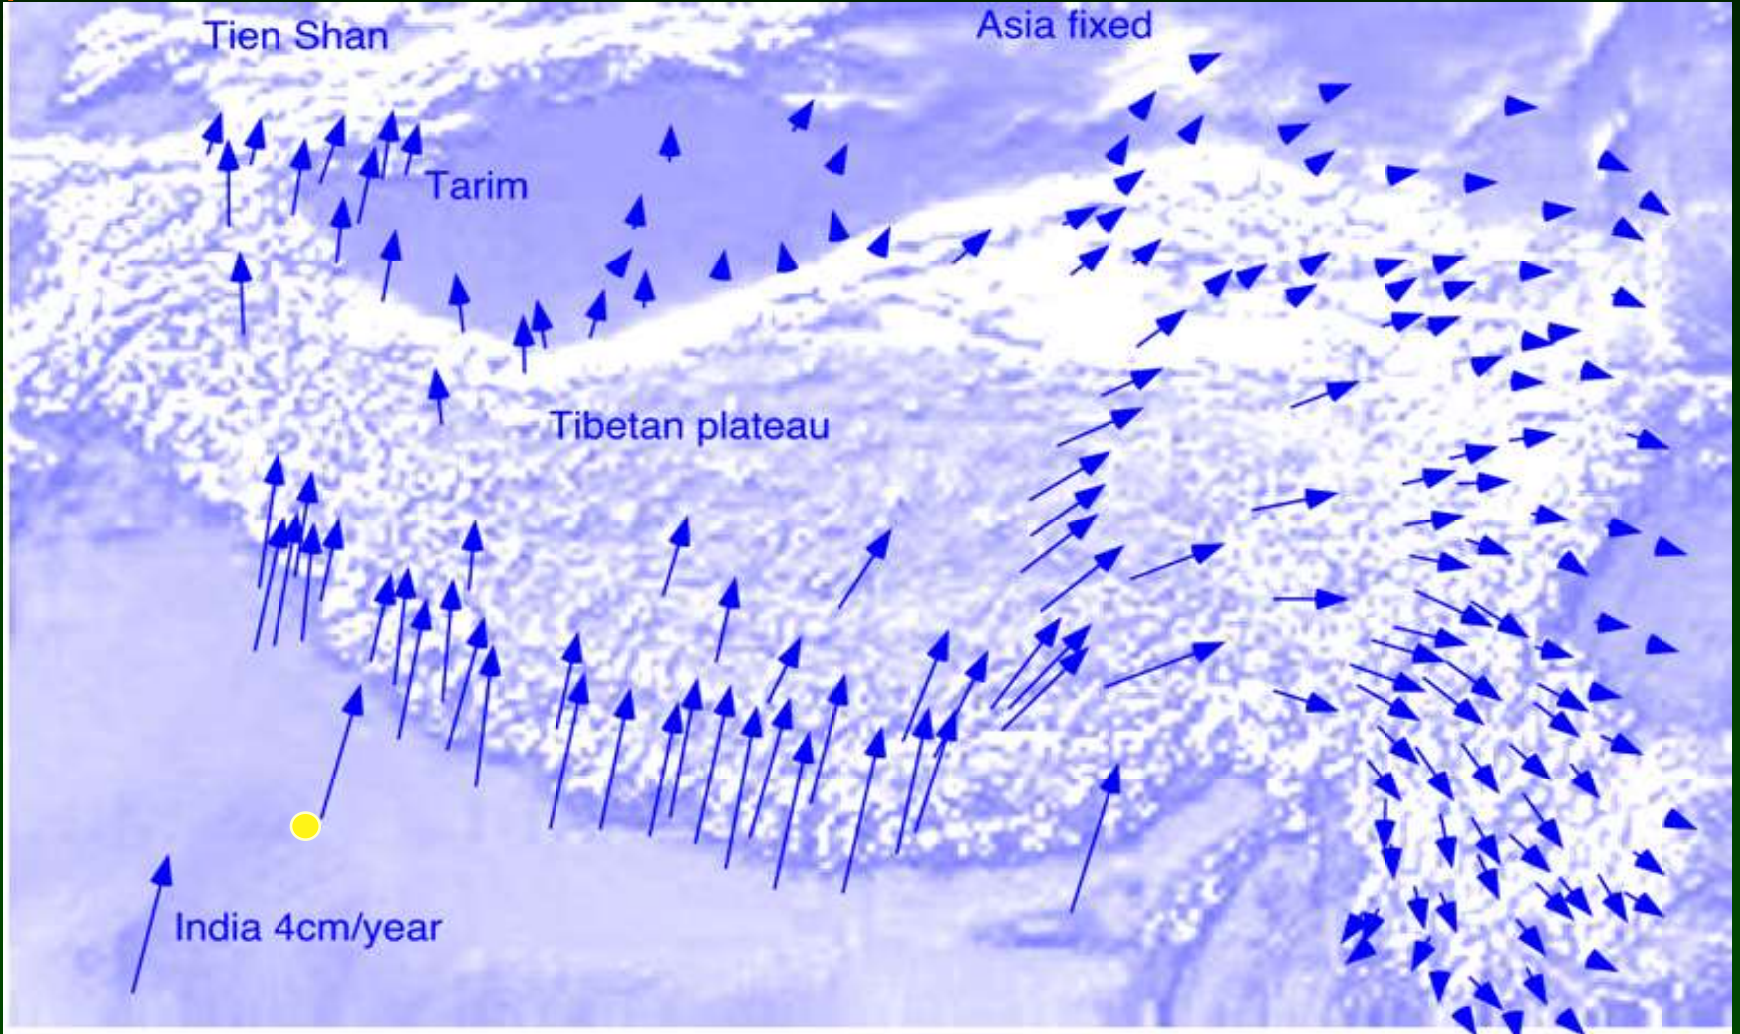 Tien Shan
Asia fixed
Tarim
Tibetan plateau
India 4cm/year